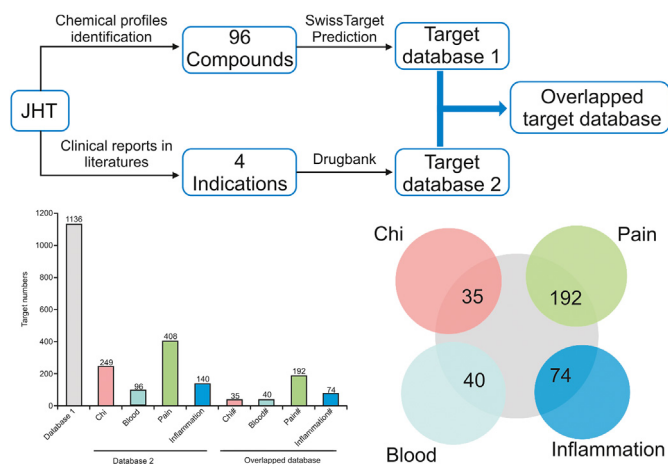 Chemical profiles
identification
96
Compounds
SwissTarget
Prediction
Target
database 1
JHT
Overlapped
target database
Clinical reports in
literatures
4
Indications
Drugbank
Target
database 2
Target numbers
1200
1000
800
600
400
200
0
1136
249
96
408
140
35
40
192
74
Database 1
Chi
Blood
Pain
Inflammation
Chi#
Blood#
Pain#
Inflammation#
Database 2
Overlapped database
Chi
Pain
35
192
40
74
Blood
Inflammation